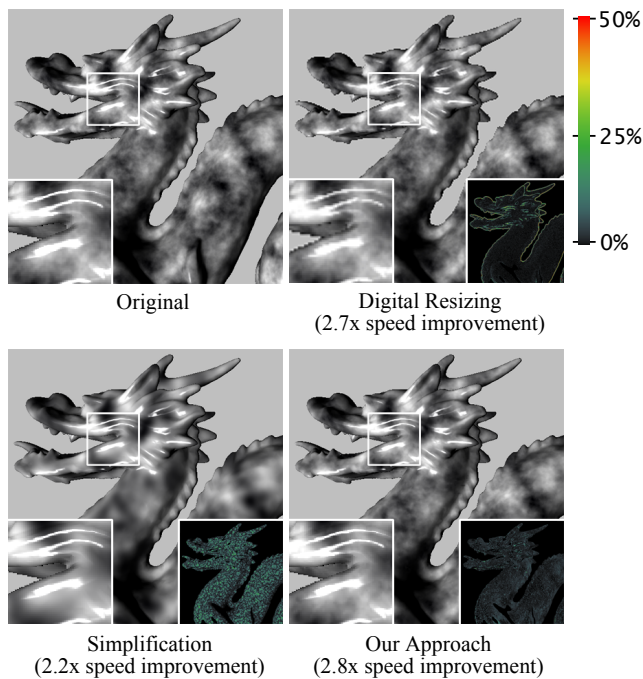 50%
25%
0%
Original
Digital Resizing
(2.7x speed improvement)
Simplification
(2.2x speed improvement)
Our Approach
(2.8x speed improvement)